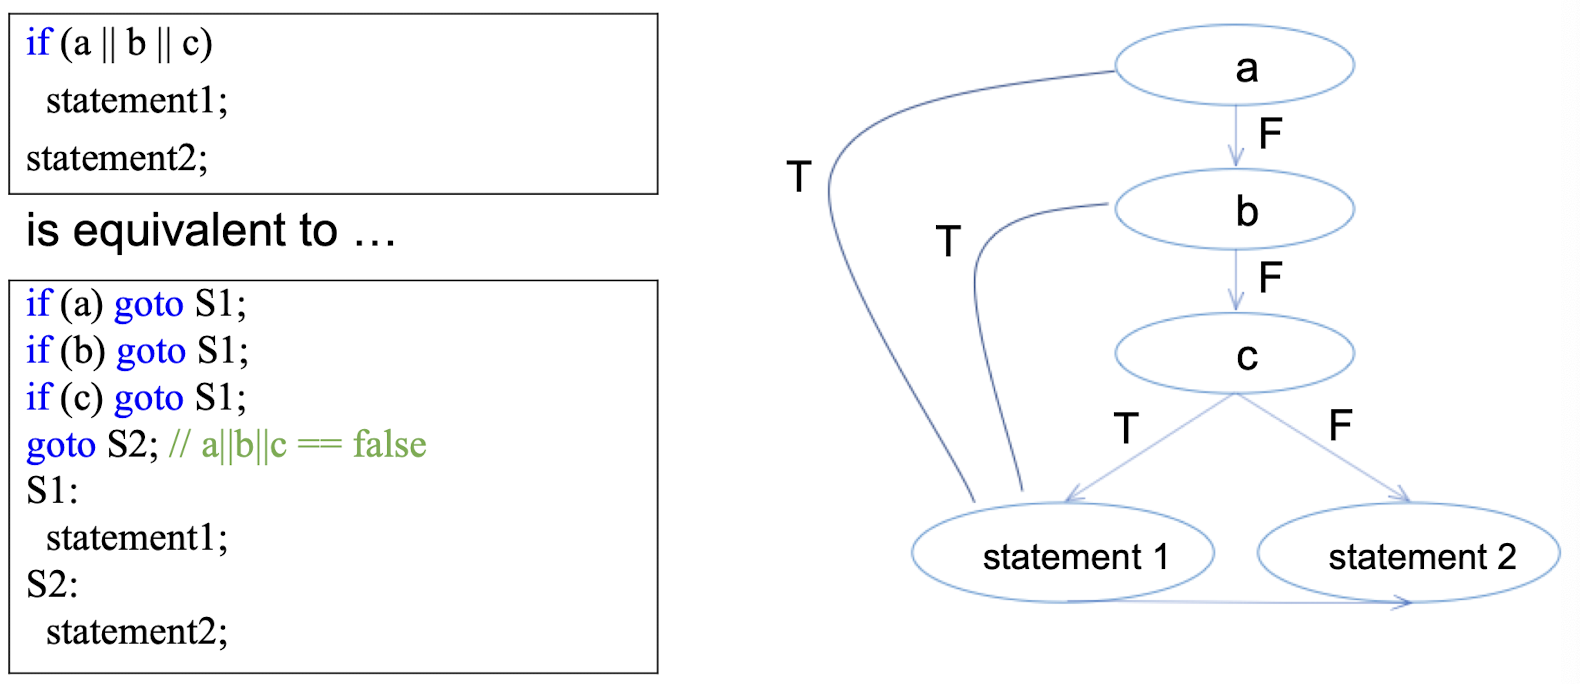 if (a || b || c)
statement1;
statement2;
is equivalent to …
if (a) goto S1;
if (b) goto S1;
if (c) goto S1;
goto S2; // a||b||c == false
S1:
statement1;
S2:
statement2;
a
F
T
b
T
F
c
T
F
statement 1
statement 2